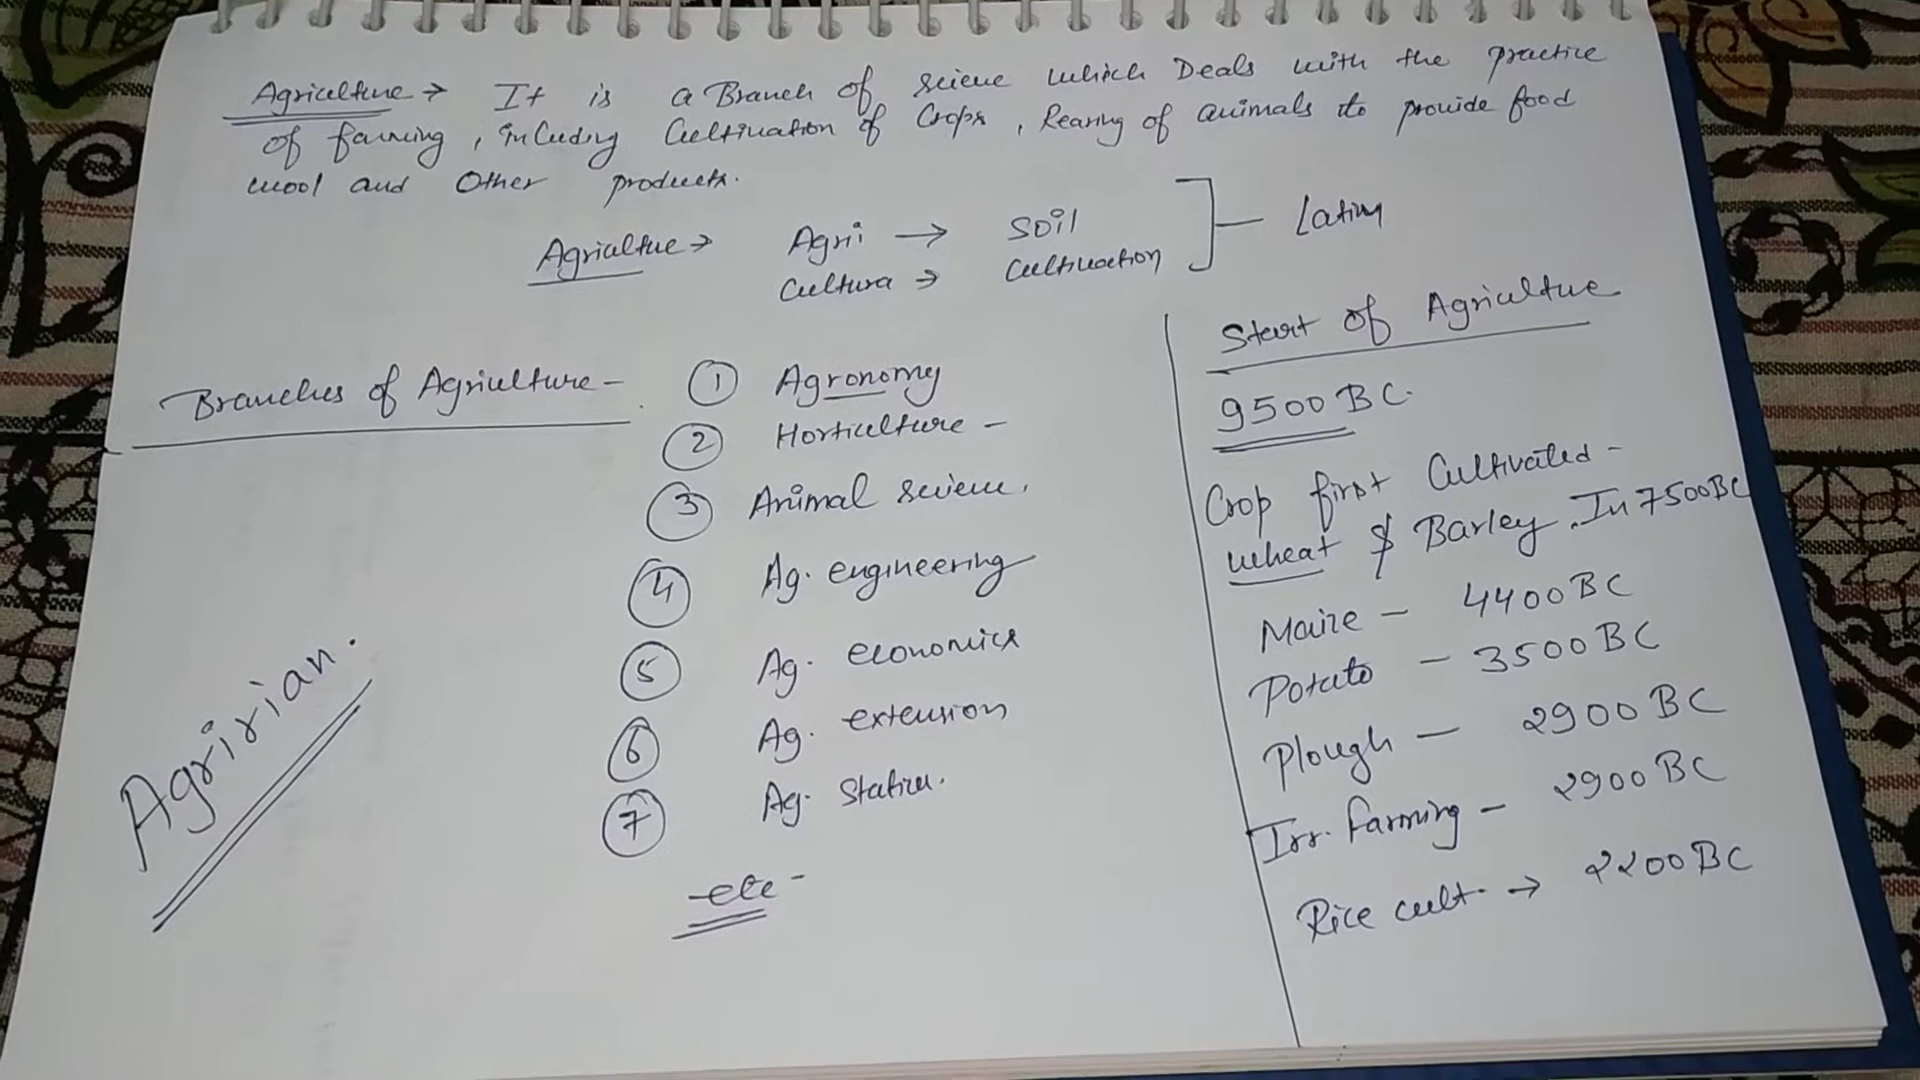 Agriculture → It is a Branch of science which Deals with the practice
of farming, including Cultivation of Crops, Rearing of animals to provide food
wool and Other products.
Agriculture → Agri → Soil
Cultura → Cultivation
Latin
Branches of Agriculture -
1 Agronomy
2 Horticulture -
3 Animal science.
4 Ag. engineering
5 Ag. economics
6 Ag. extension
7 Ag.
etc -
Agririan.
Start of Agriculture
9500 BC.
Crop first Cultivated -
wheat & Barley. In 7500BC
Maize - 4400 BC
Potato - 3500 BC
Plough - 2900 BC
Irr. farming - 2900 BC
Rice cult. → 2200 BC